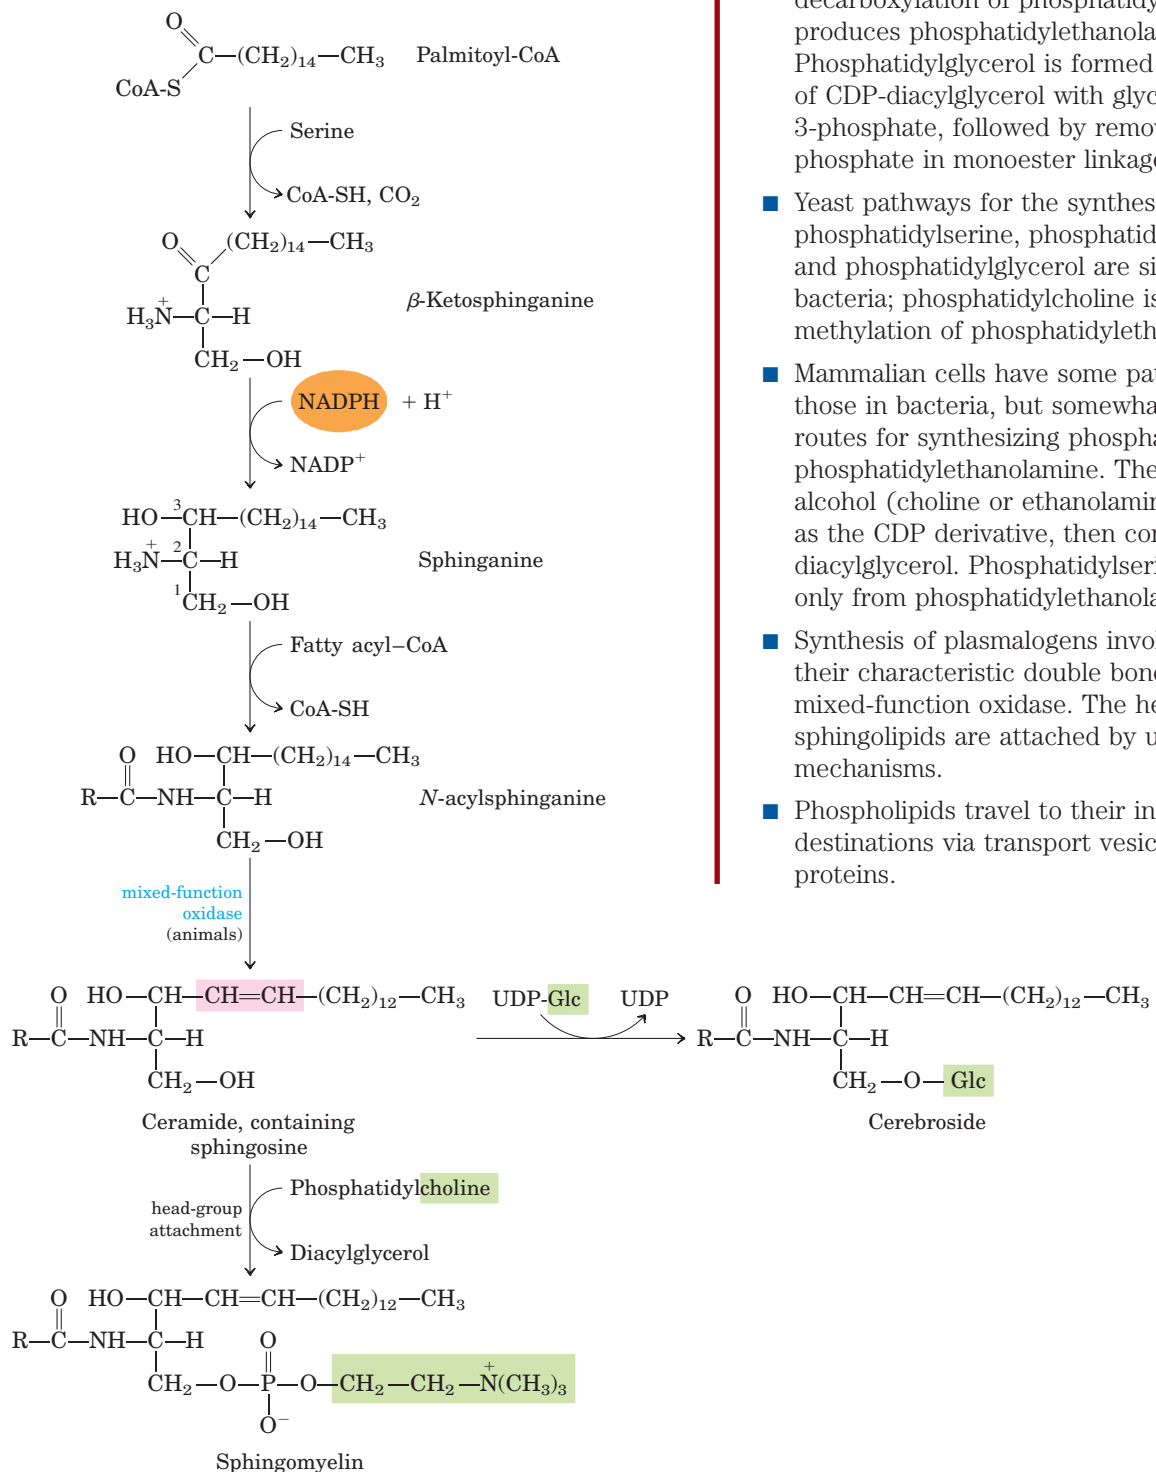 O
C—(CH₂)₁₄—CH₃ Palmitoyl-CoA
CoA-S
Serine
CoA-SH, CO₂
O (CH₂)₁₄—CH₃
C
H₃N⁺—C—H β-Ketosphinganine
CH₂—OH
NADPH + H⁺
NADP⁺
HO—³CH—(CH₂)₁₄—CH₃
H₃N⁺—²C—H Sphinganine
¹CH₂—OH
Fatty acyl–CoA
CoA-SH
O HO—CH—(CH₂)₁₄—CH₃
R—C—NH—C—H N-acylsphinganine
CH₂—OH
mixed-function
oxidase
(animals)
O HO—CH—CH=CH—(CH₂)₁₂—CH₃
R—C—NH—C—H
CH₂—OH
Ceramide, containing
sphingosine
UDP-Glc UDP
O HO—CH—CH=CH—(CH₂)₁₂—CH₃
R—C—NH—C—H
CH₂—O—Glc
Cerebroside
Phosphatidylcholine
head-group
attachment
Diacylglycerol
O HO—CH—CH=CH—(CH₂)₁₂—CH₃
R—C—NH—C—H O
CH₂—O—P—O—CH₂—CH₂—N⁺(CH₃)₃
O⁻
Sphingomyelin
decarboxylation of phosphatidy
produces phosphatidylethanola
Phosphatidylglycerol is formed
of CDP-diacylglycerol with glyc
3-phosphate, followed by remov
phosphate in monoester linkage
■ Yeast pathways for the synthes
phosphatidylserine, phosphatid
and phosphatidylglycerol are si
bacteria; phosphatidylcholine is
methylation of phosphatidyleth
■ Mammalian cells have some pat
those in bacteria, but somewha
routes for synthesizing phospha
phosphatidylethanolamine. The
alcohol (choline or ethanolamin
as the CDP derivative, then con
diacylglycerol. Phosphatidylseri
only from phosphatidylethanola
■ Synthesis of plasmalogens invol
their characteristic double bond
mixed-function oxidase. The he
sphingolipids are attached by u
mechanisms.
■ Phospholipids travel to their in
destinations via transport vesic
proteins.